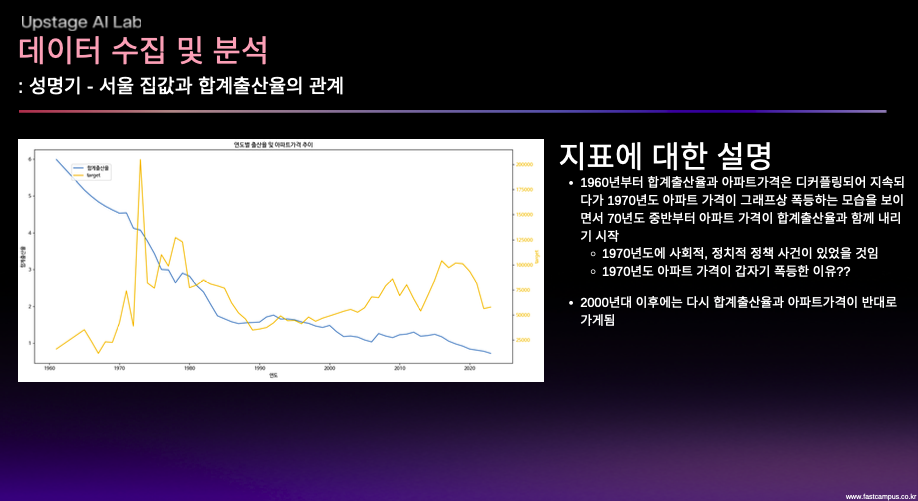 Upstage AI Lab
데이터 수집 및 분석
: 성명기 - 서울 집값과 합계출산율의 관계
연도별 출산율 및 아파트가격 추이
합계출산율
target
6
5
4
3
2
1
합계출산율
200000
175000
150000
125000
100000
75000
50000
25000
target
1960
1970
1980
1990
2000
2010
2020
연도
지표에 대한 설명
• 1960년부터 합계출산율과 아파트가격은 디커플링되어 지속되
다가 1970년도 아파트 가격이 그래프상 폭등하는 모습을 보이
면서 70년도 중반부터 아파트 가격이 합계출산율과 함께 내리
기 시작
○ 1970년도에 사회적, 정치적 정책 사건이 있었을 것임
○ 1970년도 아파트 가격이 갑자기 폭등한 이유??
• 2000년대 이후에는 다시 합계출산율과 아파트가격이 반대로
가게됨
www.fastcampus.co.kr